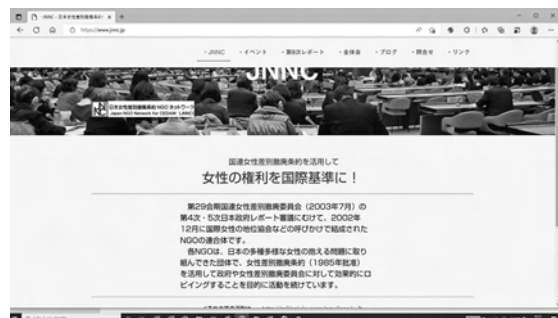 JNNC - 日本女性差別撤廃条約
https://www.jnnc.jp
・JNNC ・イベント ・第8次レポート ・全体会 ・ブログ ・問合せ ・リンク
JNNC
日本女性差別撤廃条約 NGO ネットワーク
Japan NGO Network for CEDAW (JNNC)
国連女性差別撤廃条約を活用して
女性の権利を国際基準に！
第29会期国連女性差別撤廃委員会（2003年7月）の
第4次・5次日本政府レポート審議にむけて、2002年
12月に国際女性の地位協会などの呼びかけで結成された
NGOの連合体です。
各NGOは、日本の多種多様な女性の抱える問題に取り
組んできた団体で、女性差別撤廃条約（1985年批准）
を活用して政府や女性差別撤廃委員会に対して効果的にロ
ビイングすることを目的に活動を続けています。